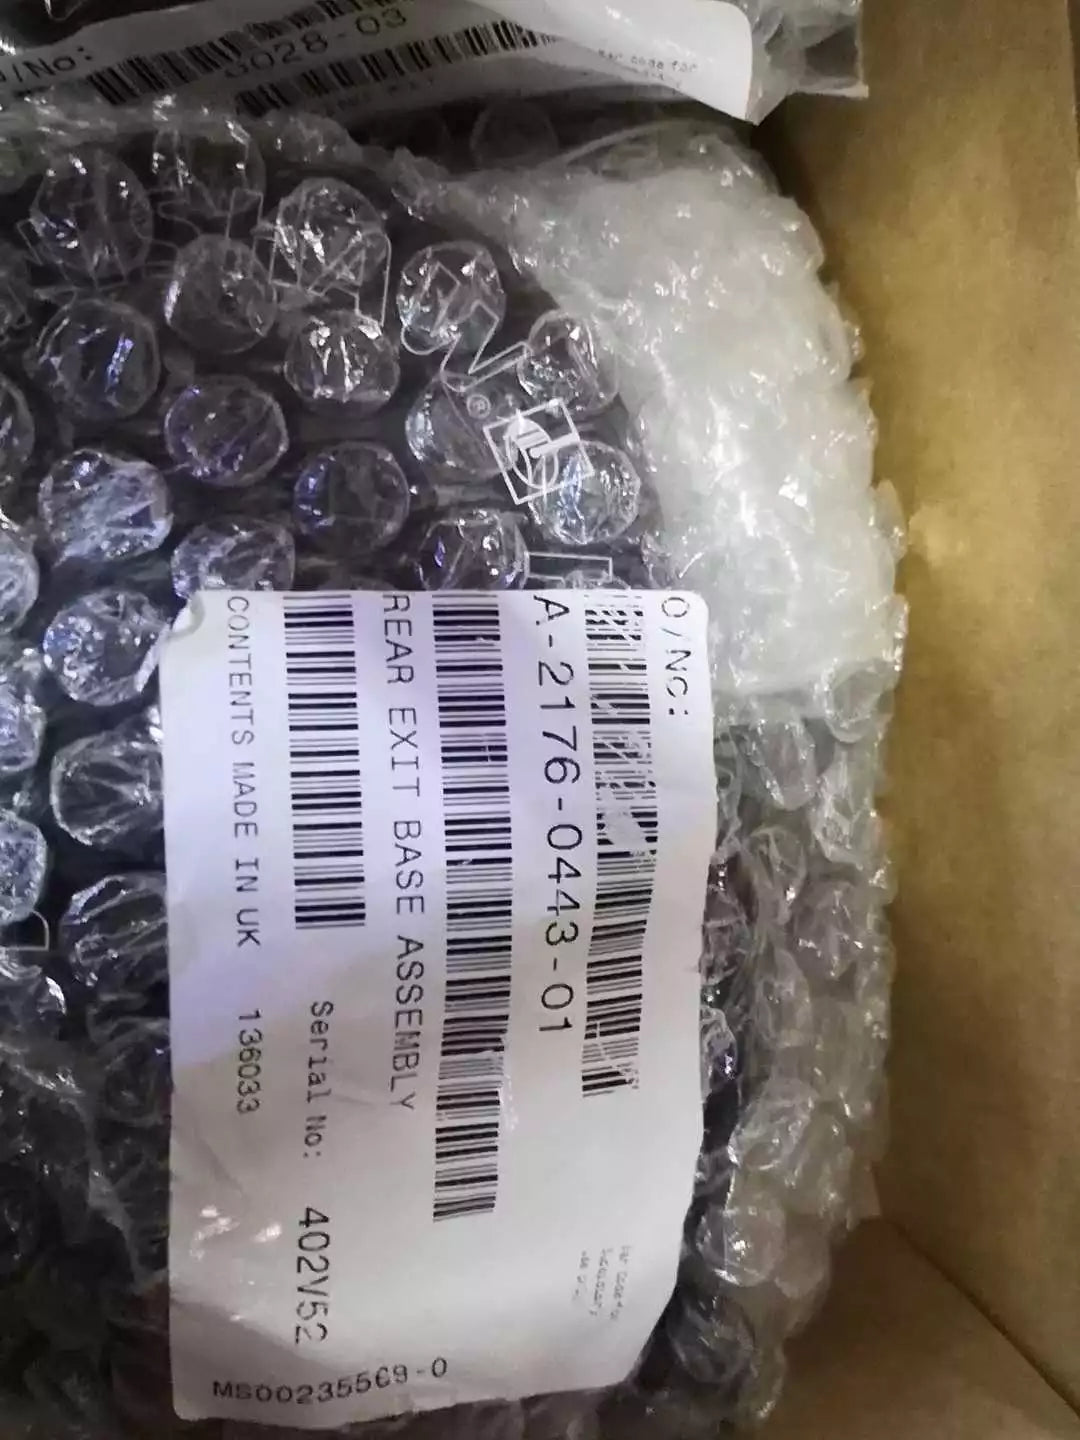 /No:
0028-03
O/NO:
A-2176-0443-01
REAR EXIT BASE ASSEMBLY
Serial No: 402V52
CONTENTS MADE IN UK 136033
MS00235569-0